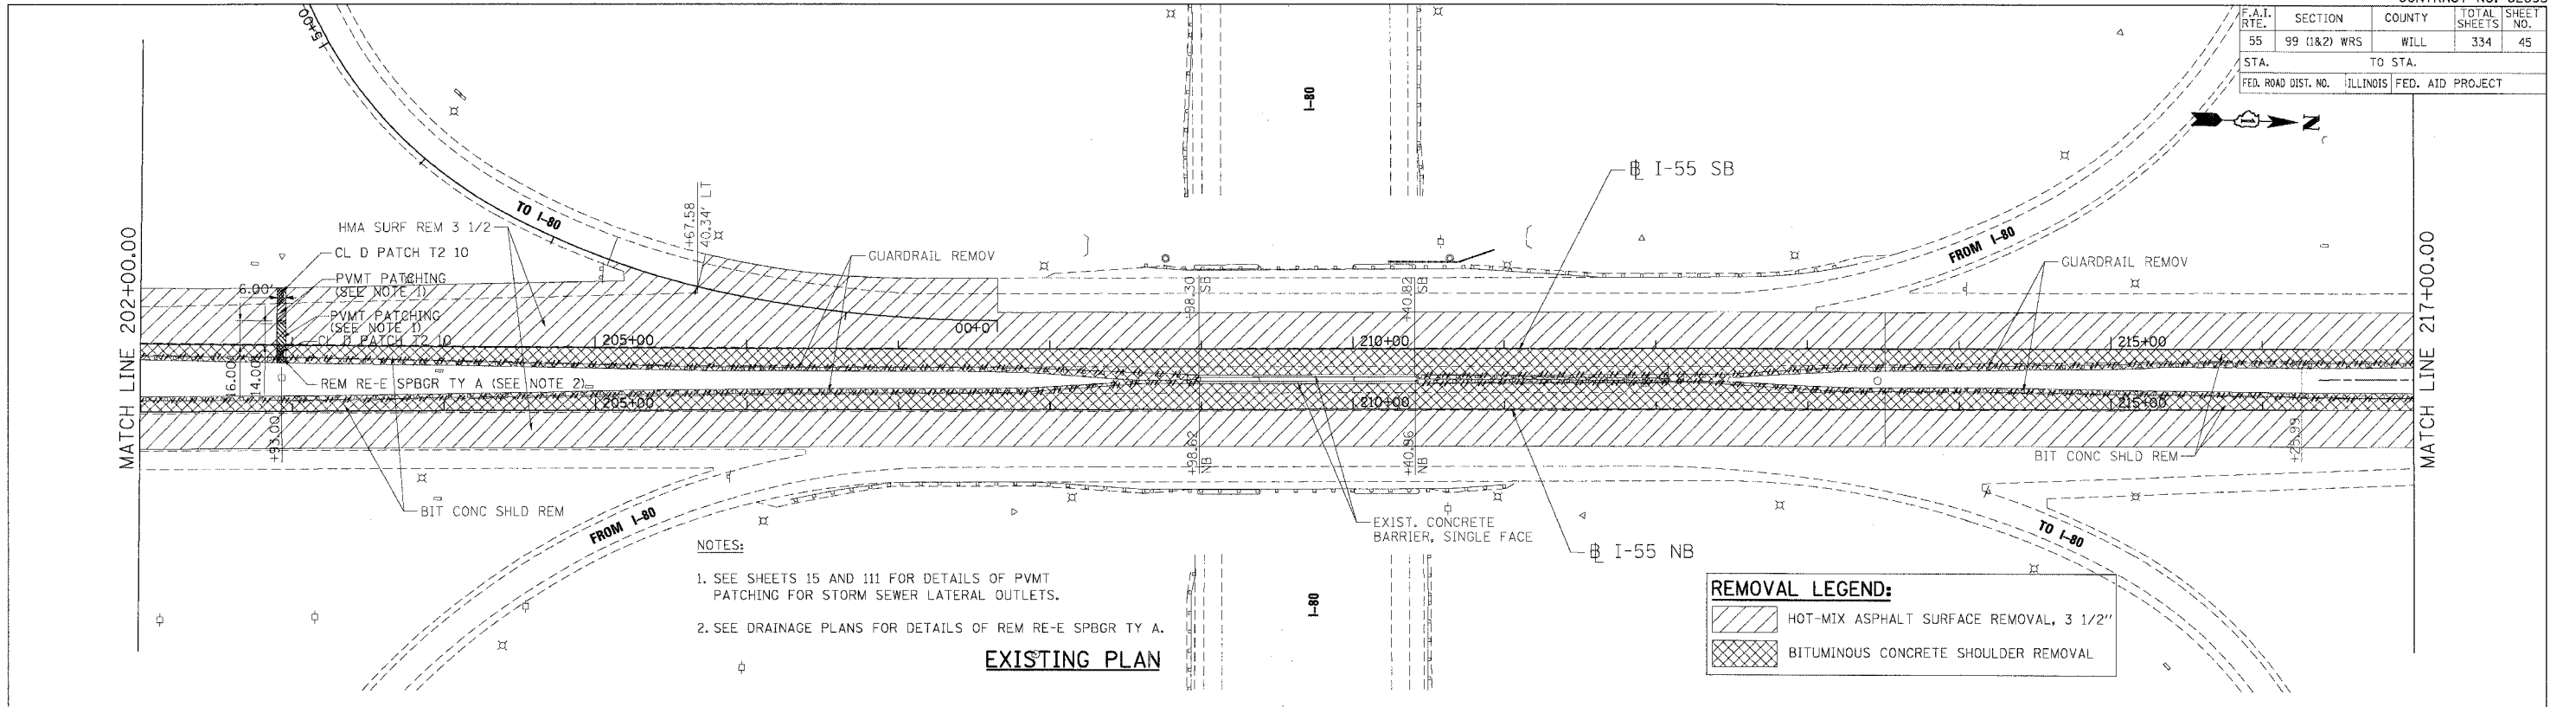 F.A.I. RTE. SECTION COUNTY TOTAL SHEETS SHEET NO.
55 99 (1&2) WRS WILL 334 45
STA. TO STA.
FED. ROAD DIST. NO. ILLINOIS FED. AID PROJECT
N
15+00
I-80
TO I-80
+67.58
40.34' LT
₧ I-55 SB
FROM I-80
MATCH LINE 202+00.00
HMA SURF REM 3 1/2
CL D PATCH T2 10
PVMT PATCHING
(SEE NOTE 1)
PVMT PATCHING
(SEE NOTE 1)
CL D PATCH T2 10
REM RE-E SPBGR TY A (SEE NOTE 2)
6.00'
16.00'
14.00'
+93.00
GUARDRAIL REMOV
GUARDRAIL REMOV
0+00
+98.30 SB
+40.82 SB
205+00
210+00
215+00
205+00
210+00
215+00
+98.62 NB
+40.96 NB
BIT CONC SHLD REM
BIT CONC SHLD REM
MATCH LINE 217+00.00
FROM I-80
EXIST. CONCRETE
BARRIER, SINGLE FACE
I-55 NB
TO I-80
I-80
NOTES:
1. SEE SHEETS 15 AND 111 FOR DETAILS OF PVMT
PATCHING FOR STORM SEWER LATERAL OUTLETS.
2. SEE DRAINAGE PLANS FOR DETAILS OF REM RE-E SPBGR TY A.
EXISTING PLAN
REMOVAL LEGEND:
HOT-MIX ASPHALT SURFACE REMOVAL, 3 1/2"
BITUMINOUS CONCRETE SHOULDER REMOVAL